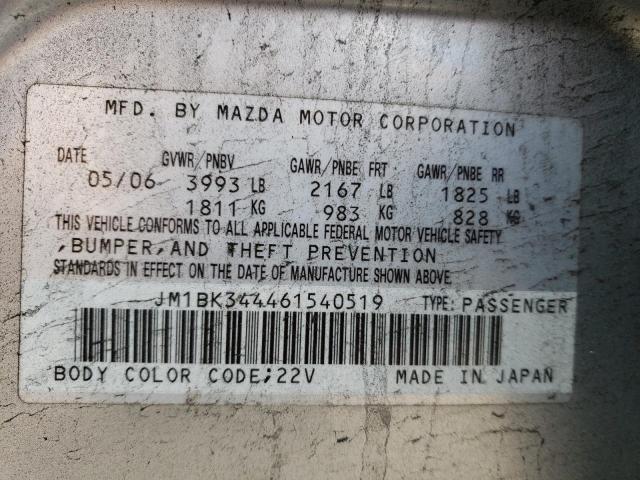 MFD. BY MAZDA MOTOR CORPORATION
DATE GVWR/PNBV GAWR/PNBE FRT GAWR/PNBE RR
05/06 3993 LB 2167 LB 1825 LB
1811 KG 983 KG 828 KG
THIS VEHICLE CONFORMS TO ALL APPLICABLE FEDERAL MOTOR VEHICLE SAFETY
,BUMPER,AND THEFT PREVENTION
STANDARDS IN EFFECT ON THE DATE OF MANUFACTURE SHOWN ABOVE.
JM1BK344461540519 TYPE: PASSENGER
BODY COLOR CODE;22V MADE IN JAPAN